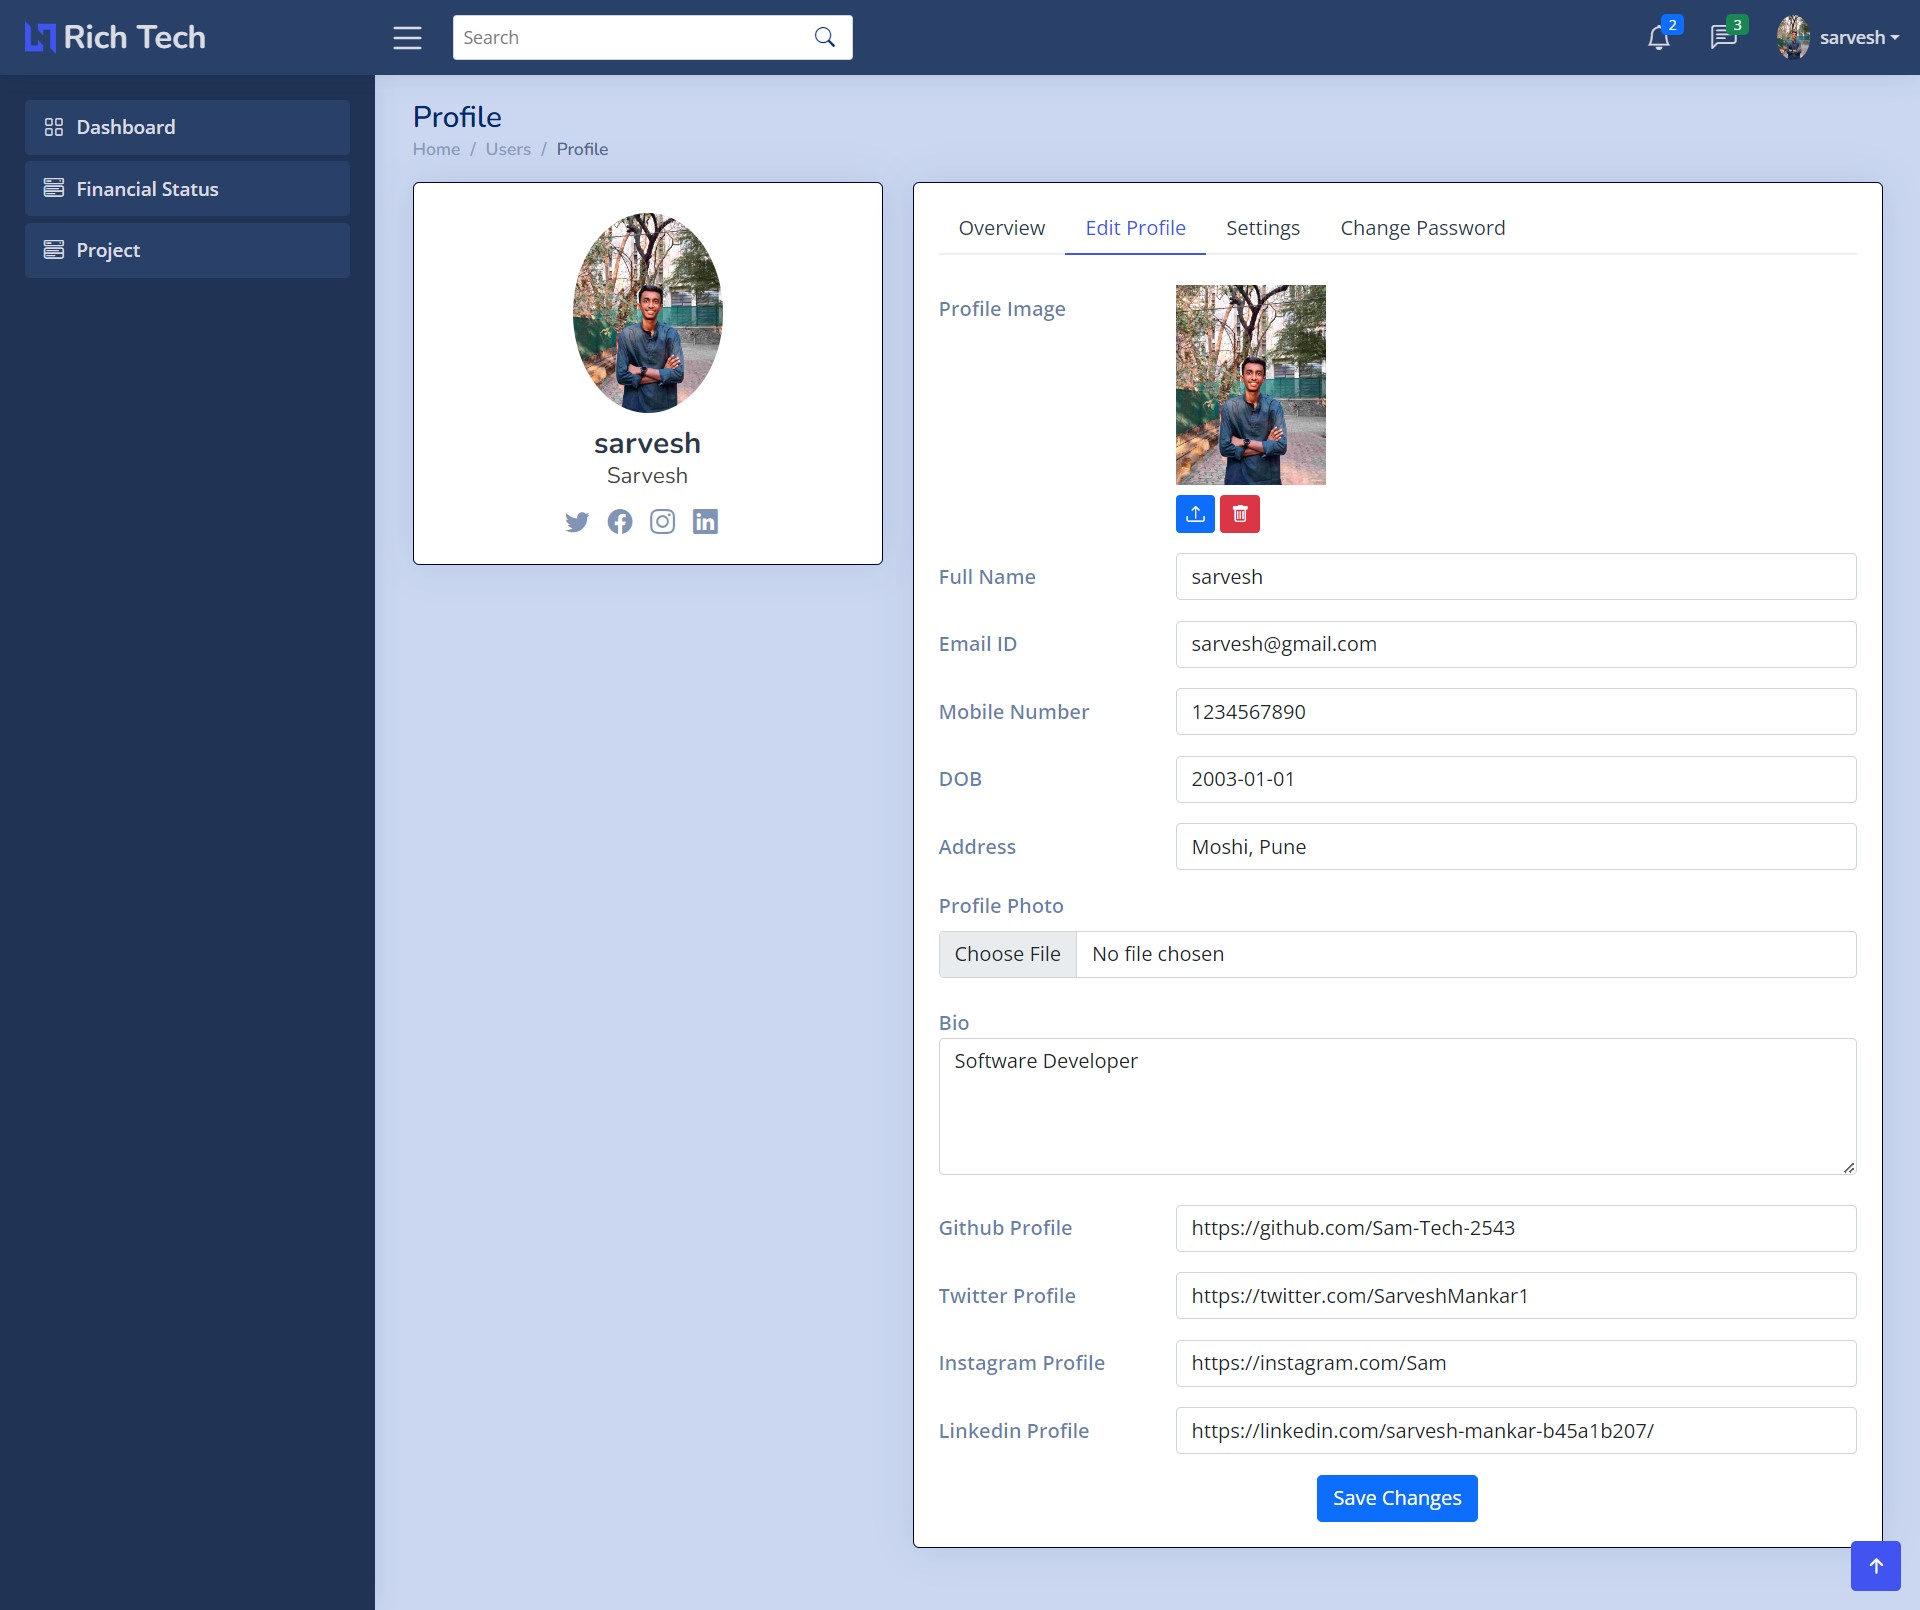 Rich Tech
Search
2
3
sarvesh
Dashboard
Financial Status
Project
Profile
Home / Users / Profile
sarvesh
Sarvesh
Overview Edit Profile Settings Change Password
Profile Image
Full Name sarvesh
Email ID sarvesh@gmail.com
Mobile Number 1234567890
DOB 2003-01-01
Address Moshi, Pune
Profile Photo
Choose File No file chosen
Bio
Software Developer
Github Profile https://github.com/Sam-Tech-2543
Twitter Profile https://twitter.com/SarveshMankar1
Instagram Profile https://instagram.com/Sam
Linkedin Profile https://linkedin.com/sarvesh-mankar-b45a1b207/
Save Changes